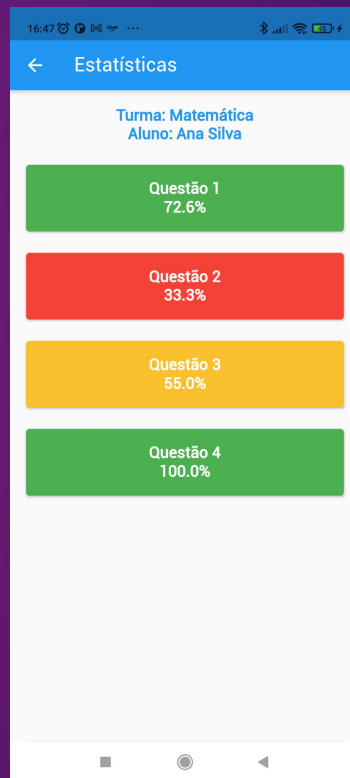 16:47
45
Estatísticas
Turma: Matemática
Aluno: Ana Silva
Questão 1
72.6%
Questão 2
33.3%
Questão 3
55.0%
Questão 4
100.0%